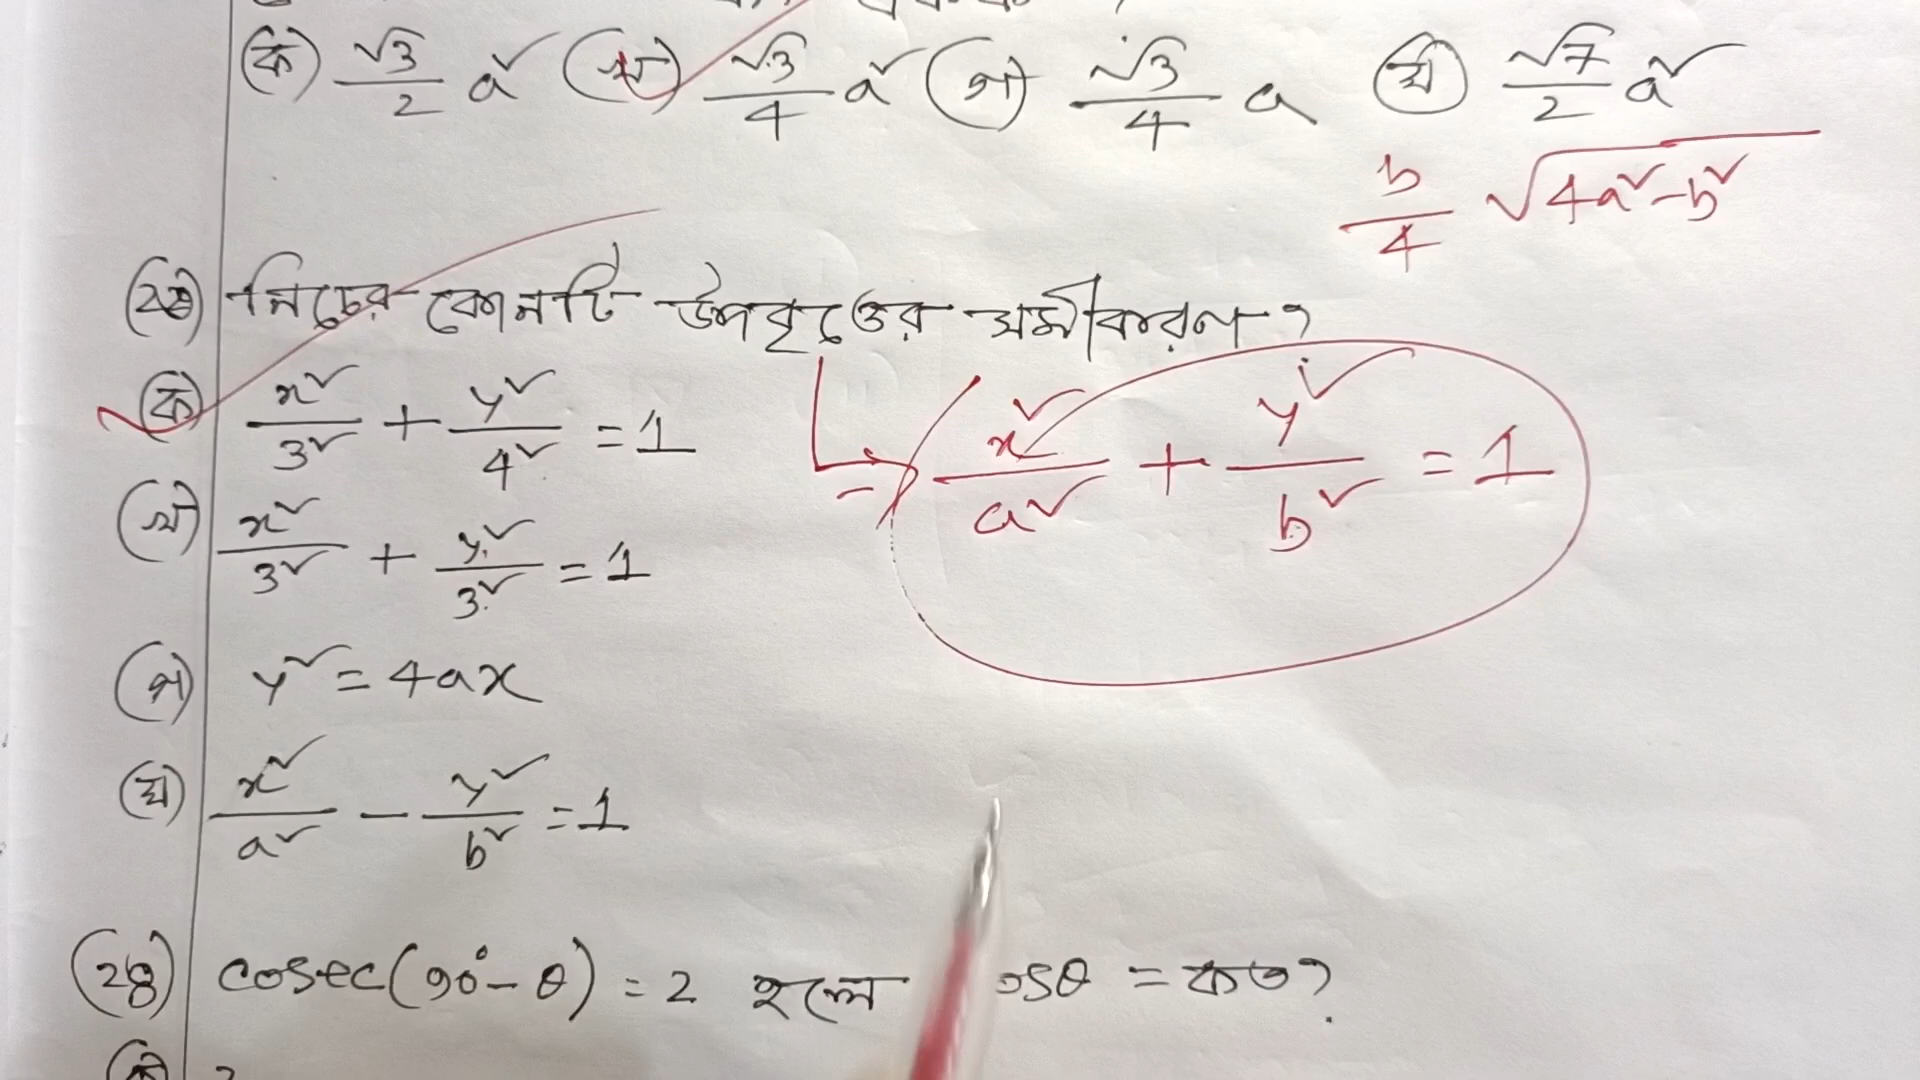 (ক) √3/2 a² (খ) √3/4 a² (গ) √3/4 a (ঘ) √7/2 a²
b/4 √4a²-b²
(২৩) নিচের কোনটি উপবৃত্তের সমীকরণ?
(ক) x²/3² + y²/4² = 1
x²/a² + y²/b² = 1
(খ) x²/3² + y²/3² = 1
(গ) y² = 4ax
(ঘ) x²/a² - y²/b² = 1
(২৪) cosec(90°-θ) = 2 হলে osθ = কত?
(ক)